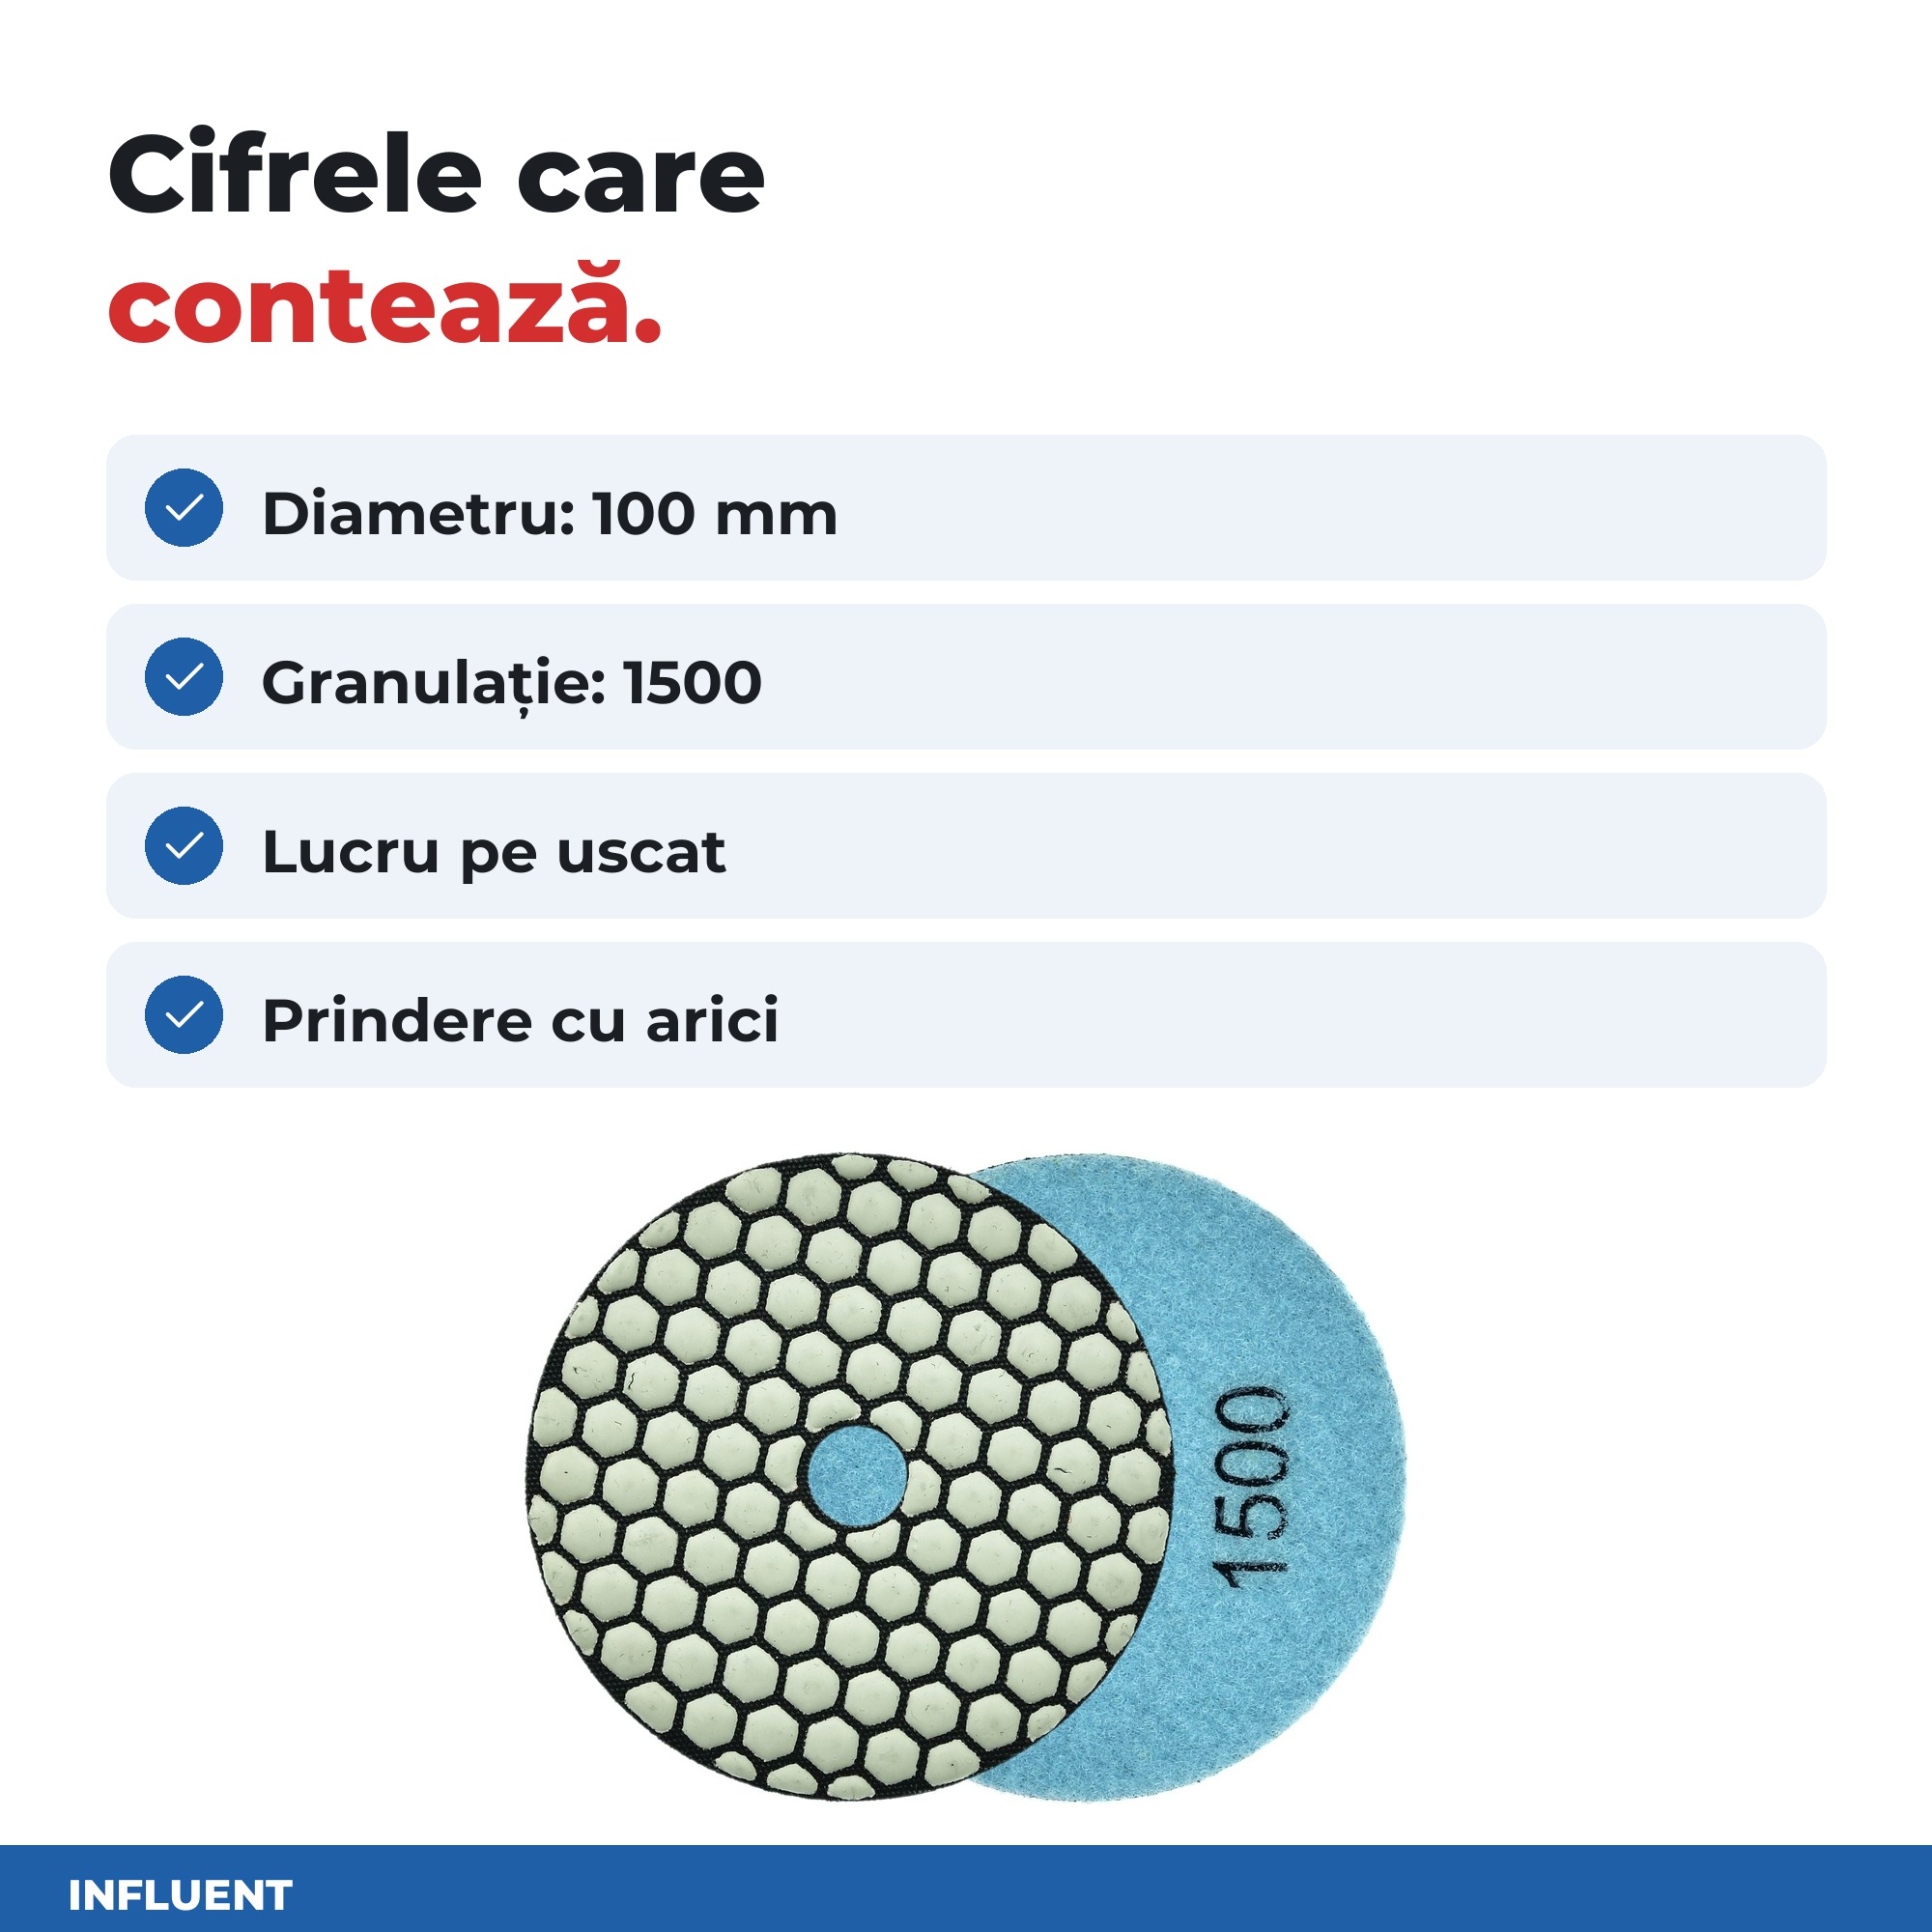 Cifrele care
contează.
Diametru: 100 mm
Granulație: 1500
Lucru pe uscat
Prindere cu arici
1500
INFLUENT